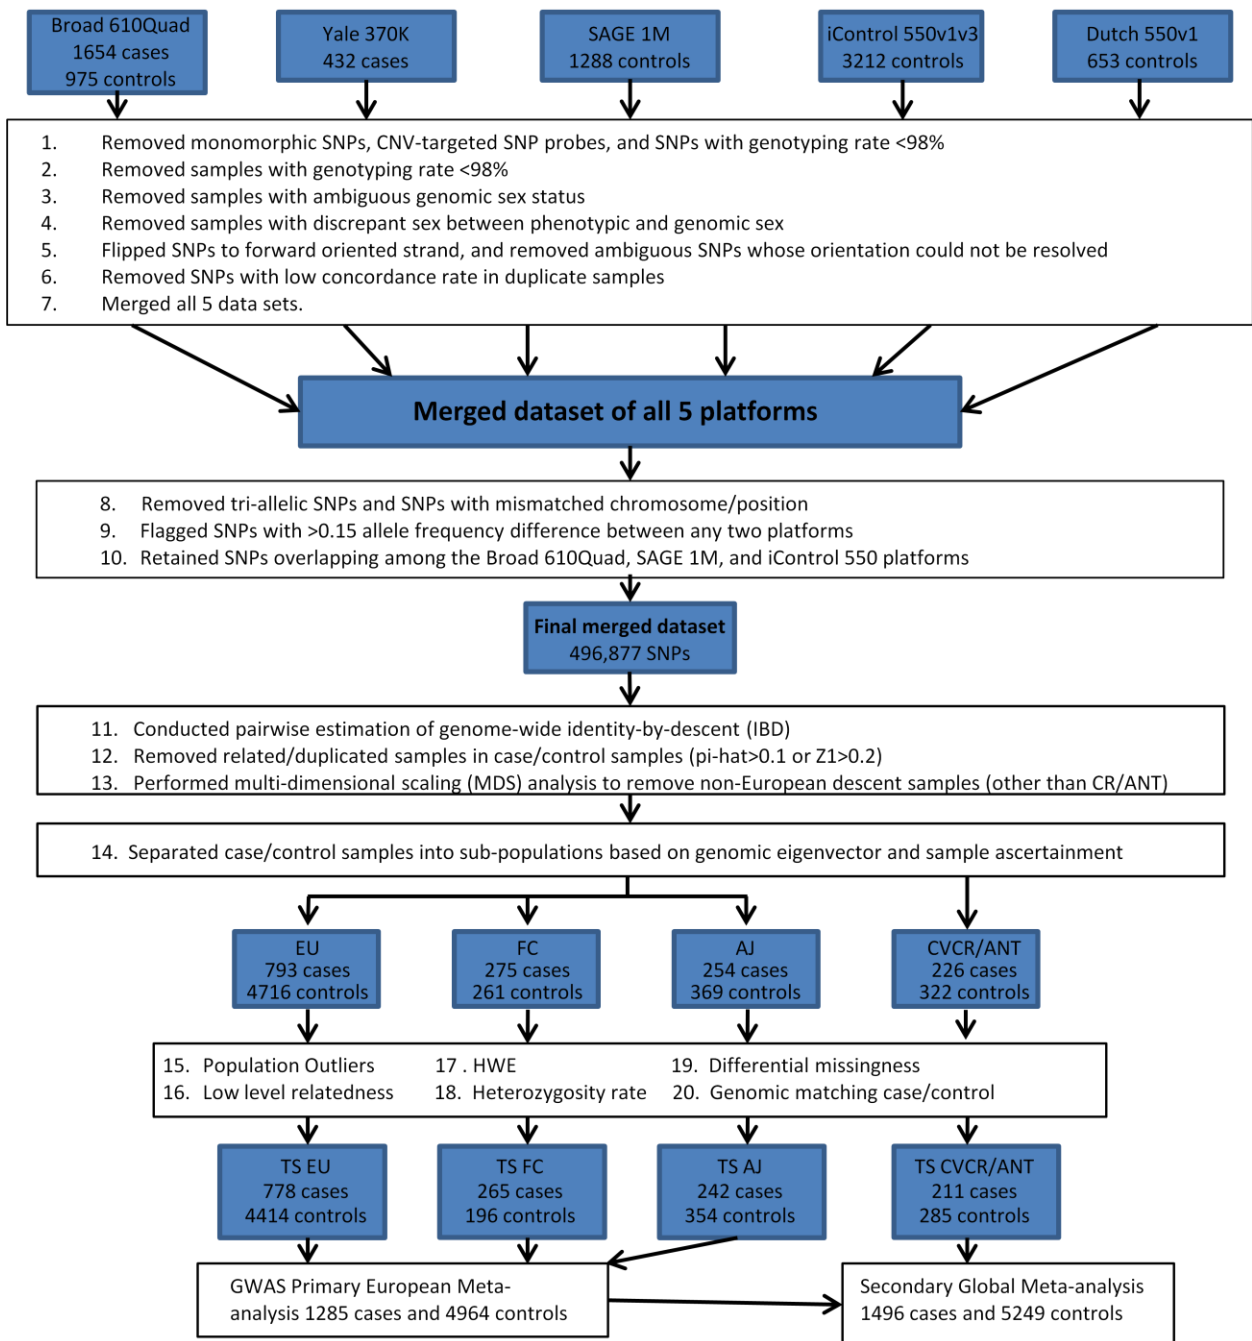 Broad 610Quad
1654 cases
975 controls
Yale 370K
432 cases
SAGE 1M
1288 controls
iControl 550v1v3
3212 controls
Dutch 550v1
653 controls
1. Removed monomorphic SNPs, CNV-targeted SNP probes, and SNPs with genotyping rate <98%
2. Removed samples with genotyping rate <98%
3. Removed samples with ambiguous genomic sex status
4. Removed samples with discrepant sex between phenotypic and genomic sex
5. Flipped SNPs to forward oriented strand, and removed ambiguous SNPs whose orientation could not be resolved
6. Removed SNPs with low concordance rate in duplicate samples
7. Merged all 5 data sets.
Merged dataset of all 5 platforms
8. Removed tri-allelic SNPs and SNPs with mismatched chromosome/position
9. Flagged SNPs with >0.15 allele frequency difference between any two platforms
10. Retained SNPs overlapping among the Broad 610Quad, SAGE 1M, and iControl 550 platforms
Final merged dataset
496,877 SNPs
11. Conducted pairwise estimation of genome-wide identity-by-descent (IBD)
12. Removed related/duplicated samples in case/control samples (pi-hat>0.1 or Z1>0.2)
13. Performed multi-dimensional scaling (MDS) analysis to remove non-European descent samples (other than CR/ANT)
14. Separated case/control samples into sub-populations based on genomic eigenvector and sample ascertainment
EU
793 cases
4716 controls
FC
275 cases
261 controls
AJ
254 cases
369 controls
CVCR/ANT
226 cases
322 controls
15. Population Outliers
16. Low level relatedness
17 . HWE
18. Heterozygosity rate
19. Differential missingness
20. Genomic matching case/control
TS EU
778 cases
4414 controls
TS FC
265 cases
196 controls
TS AJ
242 cases
354 controls
TS CVCR/ANT
211 cases
285 controls
GWAS Primary European Meta-
analysis 1285 cases and 4964 controls
Secondary Global Meta-analysis
1496 cases and 5249 controls